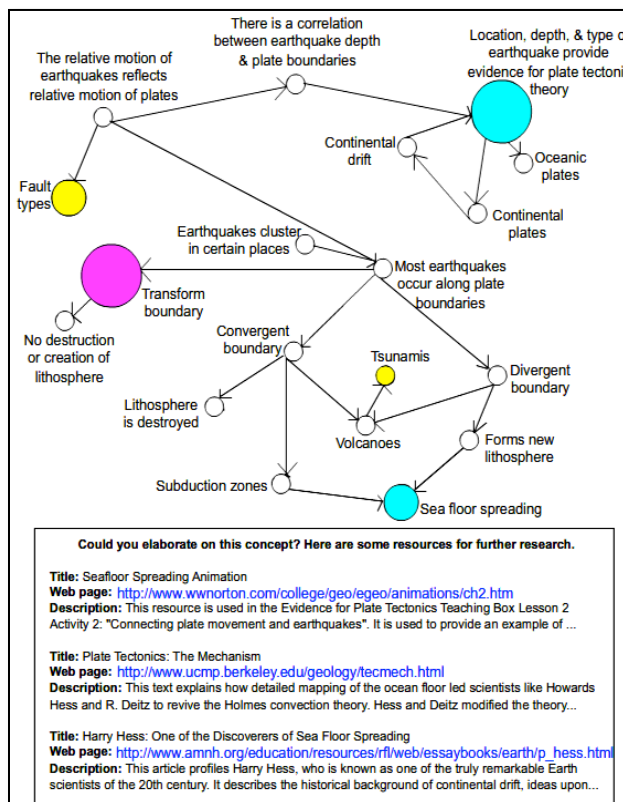 There is a correlation
between earthquake depth
& plate boundaries
Location, depth, & type o
earthquake provide
evidence for plate tectoni
theory
The relative motion of
earthquakes reflects
relative motion of plates
Continental
drift
Oceanic
plates
Fault
types
Continental
plates
Earthquakes cluster
in certain places
Most earthquakes
occur along plate
boundaries
Transform
boundary
No destruction
or creation of
lithosphere
Convergent
boundary
Tsunamis
Divergent
boundary
Lithosphere
is destroyed
Volcanoes
Forms new
lithosphere
Subduction zones
Sea floor spreading
Could you elaborate on this concept? Here are some resources for further research.
Title: Seafloor Spreading Animation
Web page: http://www.wwnorton.com/college/geo/egeo/animations/ch2.htm
Description: This resource is used in the Evidence for Plate Tectonics Teaching Box Lesson 2
Activity 2: "Connecting plate movement and earthquakes". It is used to provide an example of ...
Title: Plate Tectonics: The Mechanism
Web page: http://www.ucmp.berkeley.edu/geology/tecmech.html
Description: This text explains how detailed mapping of the ocean floor led scientists like Howards
Hess and R. Deitz to revive the Holmes convection theory. Hess and Deitz modified the theory...
Title: Harry Hess: One of the Discoverers of Sea Floor Spreading
Web page: http://www.amnh.org/education/resources/rfl/web/essaybooks/earth/p_hess.html
Description: This article profiles Harry Hess, who is known as one of the truly remarkable Earth
scientists of the 20th century. It describes the historical background of continental drift, ideas upon...